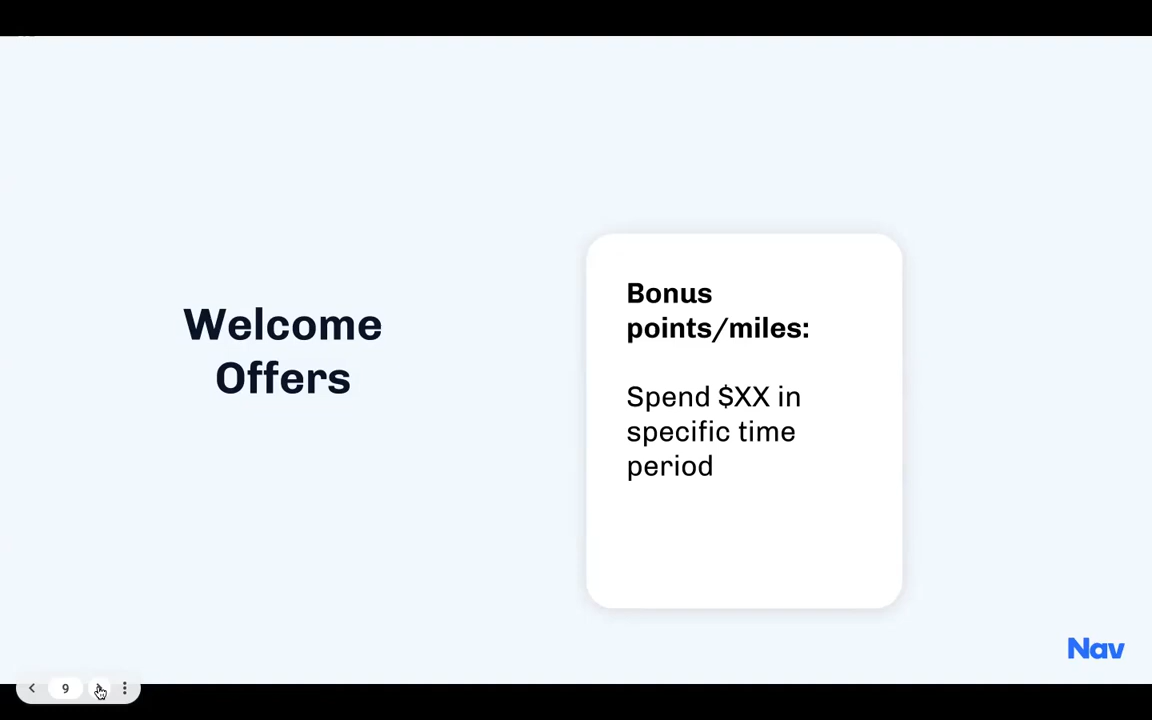 Welcome
Offers
Bonus
points/miles:
Spend $XX in
specific time
period
Nav
9